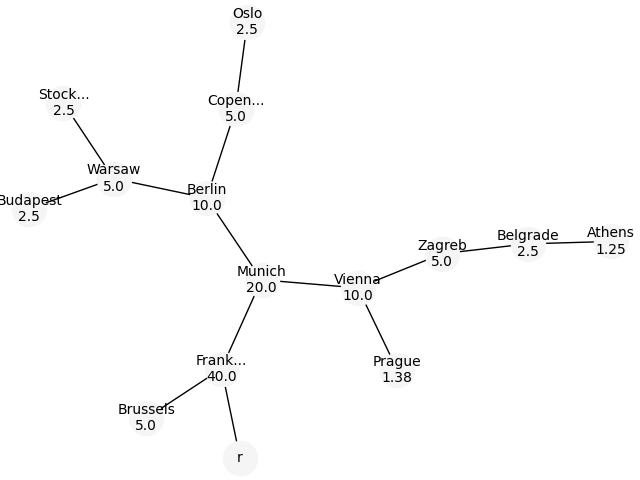 Oslo
2.5
Stock...
2.5
Copen...
5.0
Warsaw
5.0
Berlin
10.0
Budapest
2.5
Munich
20.0
Vienna
10.0
Zagreb
5.0
Belgrade
2.5
Athens
1.25
Frank...
40.0
Prague
1.38
Brussels
5.0
r